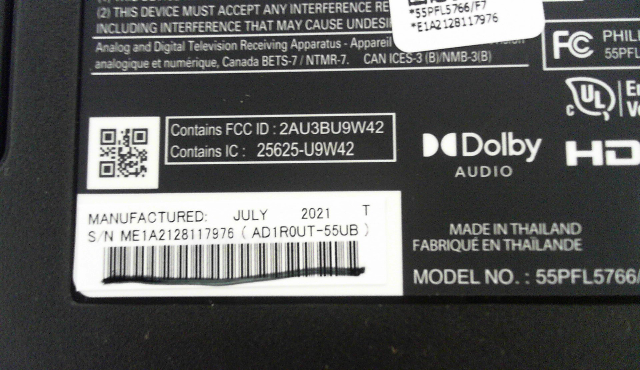 (2) THIS DEVICE MUST ACCEPT ANY INTERFERENCE
INCLUDING INTERFERENCE THAT MAY CAUSE
Analog and Digital Television Receiving Apparatus - Appareil
analogique et numérique, Canada BETS-7 / NTMR-7. CAN ICES-3 (B)/NMB-3(B)
*55PFL5766/F7
*E1A2128117976
FC
55PFL
c UL
Contains FCC ID : 2AU3BU9W42
Contains IC : 25625-U9W42
Dolby
AUDIO
HD
MANUFACTURED: JULY 2021 T
S/N ME1A2128117976 ( AD1R0UT-55UB )
MADE IN THAILAND
FABRIQUÉ EN THAÏLANDE
MODEL NO. : 55PFL5766/